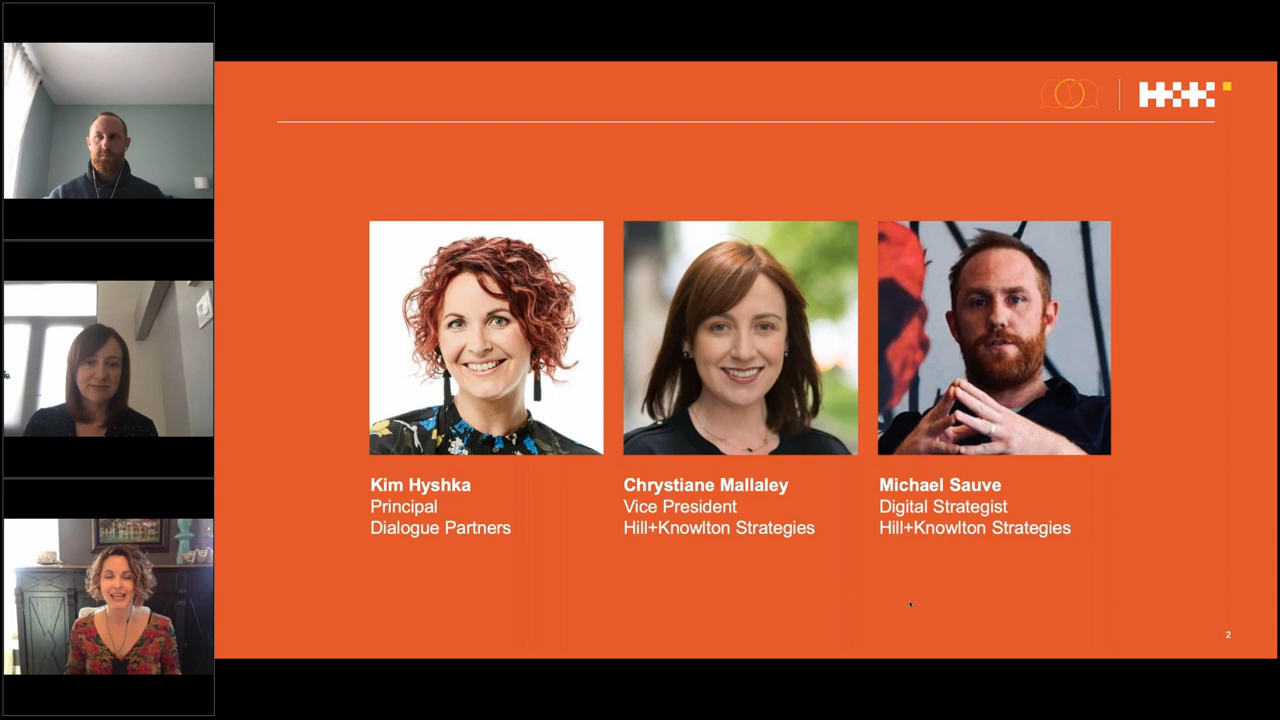 H+K
Kim Hyshka
Principal
Dialogue Partners
Chrystiane Mallaley
Vice President
Hill+Knowlton Strategies
Michael Sauve
Digital Strategist
Hill+Knowlton Strategies
2